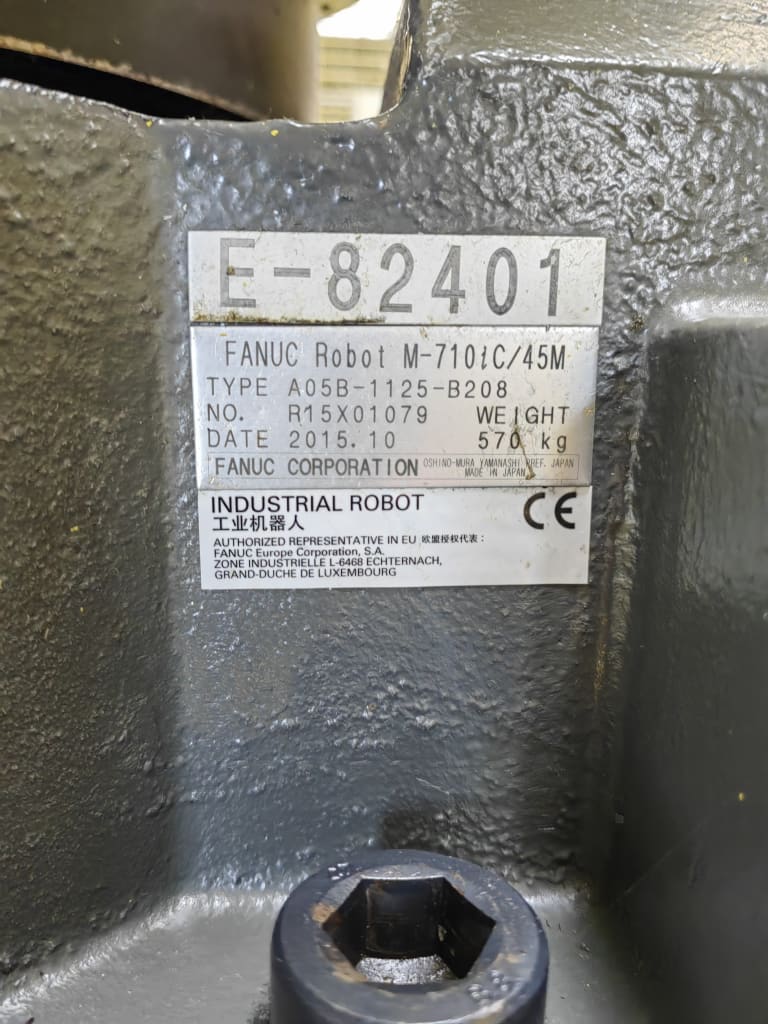 E-82401
FANUC Robot M-710iC/45M
TYPE A05B-1125-B208
NO. R15X01079 WEIGHT
DATE 2015.10 570 kg
FANUC CORPORATION OSHINO-MURA YAMANASHI PREF. JAPAN
MADE IN JAPAN
INDUSTRIAL ROBOT CE
工业机器人
AUTHORIZED REPRESENTATIVE IN EU 欧盟授权代表：
FANUC Europe Corporation, S.A.
ZONE INDUSTRIELLE L-6468 ECHTERNACH,
GRAND-DUCHE DE LUXEMBOURG